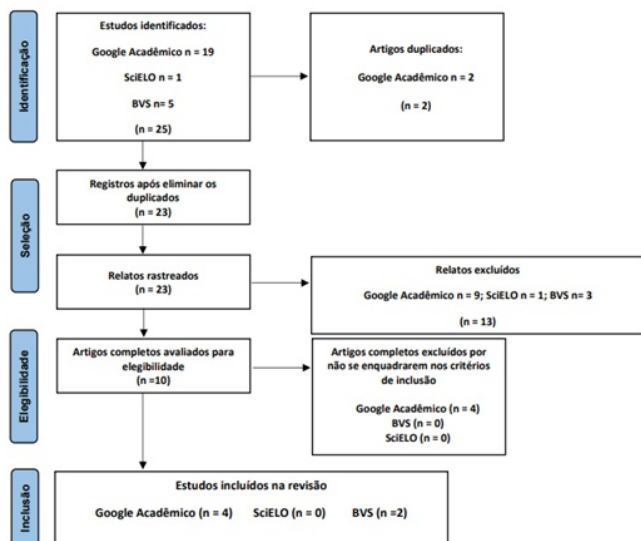 Identificação
Estudos identificados:
Google Acadêmico n = 19
SciELO n = 1
BVS n= 5
(n = 25)
Artigos duplicados:
Google Acadêmico n = 2
(n = 2)
Seleção
Registros após eliminar os
duplicados
(n = 23)
Relatos rastreados
(n = 23)
Relatos excluídos
Google Acadêmico n = 9; SciELO n = 1; BVS n= 3
(n = 13)
Elegibilidade
Artigos completos avaliados para
elegibilidade
(n =10)
Artigos completos excluídos por
não se enquadrarem nos critérios
de inclusão
Google Acadêmico (n = 4)
BVS (n = 0)
SciELO (n = 0)
Inclusão
Estudos incluídos na revisão
Google Acadêmico (n = 4) SciELO (n = 0) BVS (n =2)